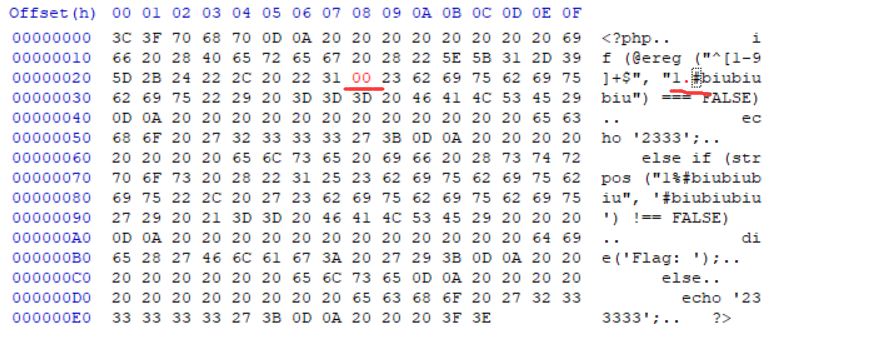 Offset(h) 00 01 02 03 04 05 06 07 08 09 0A 0B 0C 0D 0E 0F
00000000 3C 3F 70 68 70 0D 0A 20 20 20 20 20 20 20 20 69 <?php.. i
00000010 66 20 28 40 65 72 65 67 20 28 22 5E 5B 31 2D 39 f (@ereg ("^[1-9
00000020 5D 2B 24 22 2C 20 22 31 00 23 62 69 75 62 69 75 ]+$", "1.#biubiu
00000030 62 69 75 22 29 20 3D 3D 3D 20 46 41 4C 53 45 29 biu") === FALSE)
00000040 0D 0A 20 20 20 20 20 20 20 20 20 20 20 20 65 63 .. ec
00000050 68 6F 20 27 32 33 33 33 27 3B 0D 0A 20 20 20 20 ho '2333';..
00000060 20 20 20 20 65 6C 73 65 20 69 66 20 28 73 74 72 else if (str
00000070 70 6F 73 20 28 22 31 25 23 62 69 75 62 69 75 62 pos ("1%#biubiub
00000080 69 75 22 2C 20 27 23 62 69 75 62 69 75 62 69 75 iu", '#biubiubiu
00000090 27 29 20 21 3D 3D 20 46 41 4C 53 45 29 20 20 20 ') !== FALSE)
000000A0 0D 0A 20 20 20 20 20 20 20 20 20 20 20 20 64 69 .. di
000000B0 65 28 27 46 6C 61 67 3A 20 27 29 3B 0D 0A 20 20 e('Flag: ');..
000000C0 20 20 20 20 20 20 65 6C 73 65 0D 0A 20 20 20 20 else..
000000D0 20 20 20 20 20 20 20 20 65 63 68 6F 20 27 32 33 echo '23
000000E0 33 33 33 33 27 3B 0D 0A 20 20 20 3F 3E 3333';.. ?>